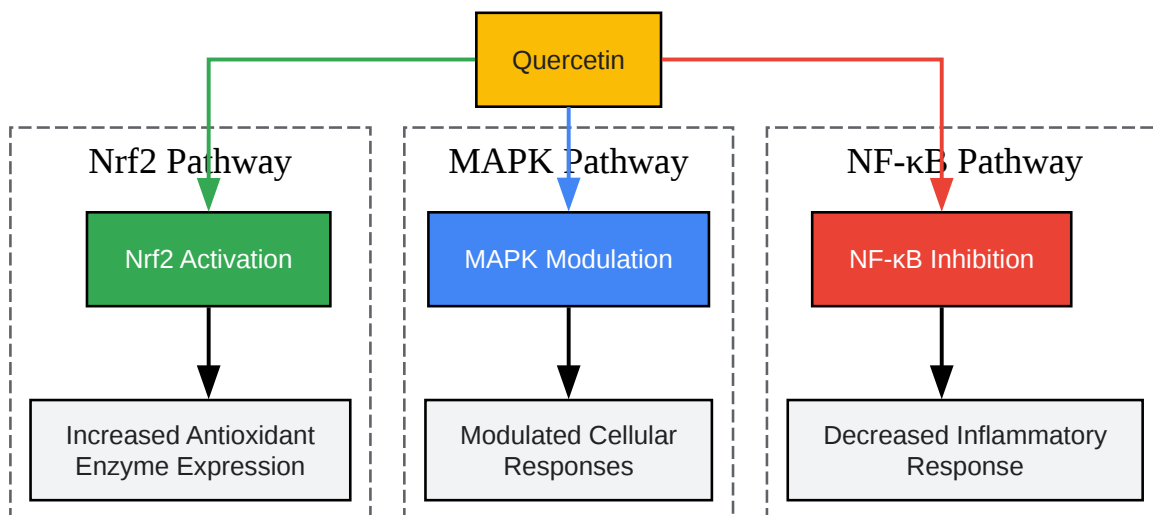 Quercetin
Nrf2 Pathway
MAPK Pathway
NF-κB Pathway
Nrf2 Activation
MAPK Modulation
NF-κB Inhibition
Increased Antioxidant
Enzyme Expression
Modulated Cellular
Responses
Decreased Inflammatory
Response